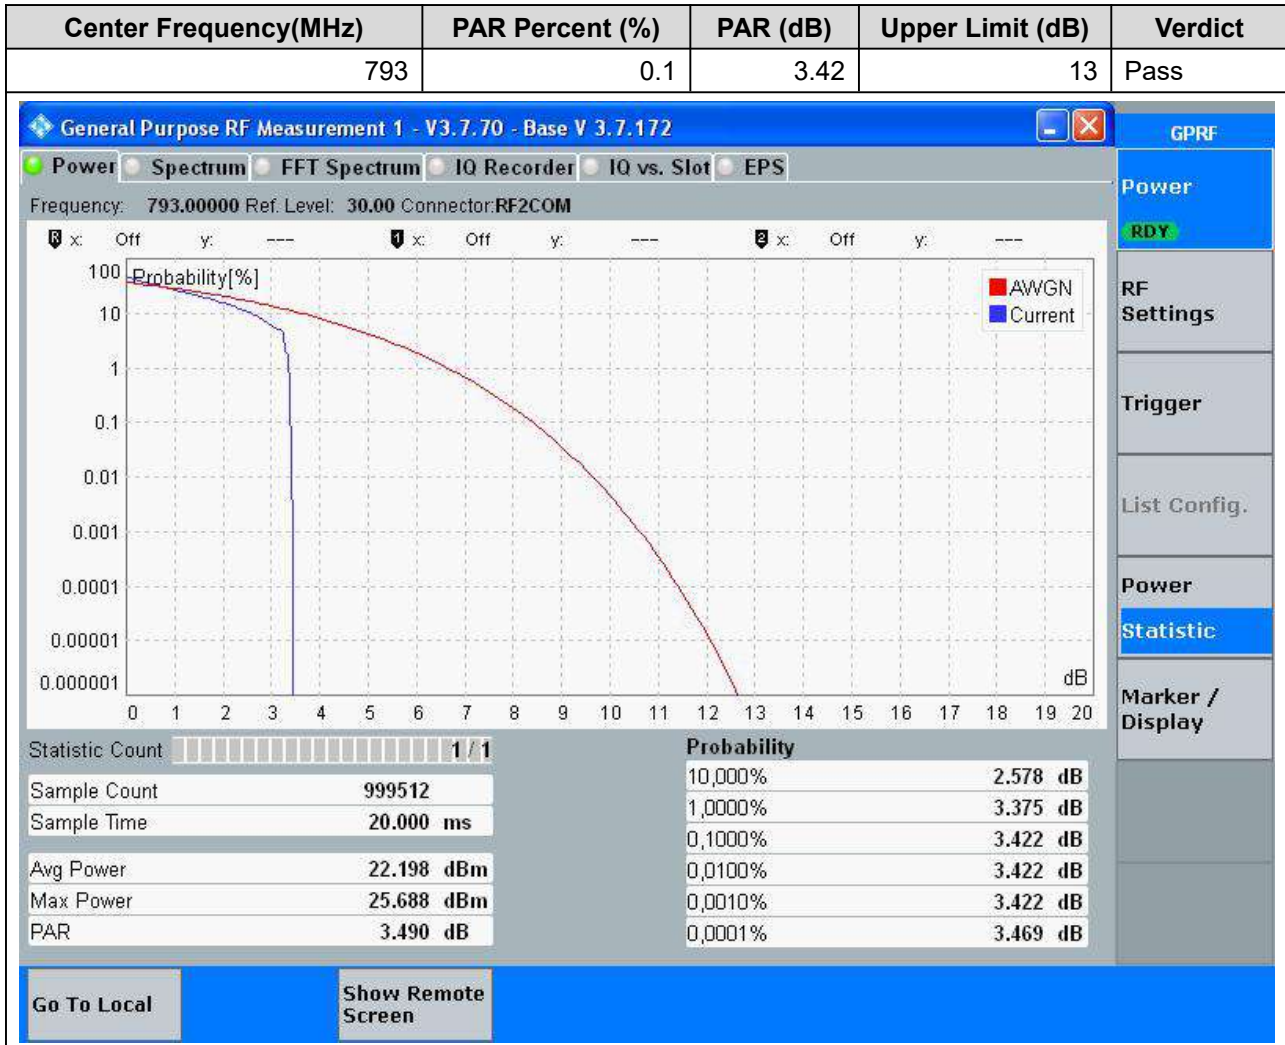 Center Frequency(MHz) PAR Percent (%) PAR (dB) Upper Limit (dB) Verdict
793 0.1 3.42 13 Pass
General Purpose RF Measurement 1 - V3.7.70 - Base V 3.7.172
GPRF
Power Spectrum FFT Spectrum IQ Recorder IQ vs. Slot EPS
Frequency: 793.00000 Ref. Level: 30.00 Connector:RF2COM
R x: Off y: --- 1 x: Off y: --- 2 x: Off y: ---
Probability[%]
AWGN
Current
100
10
1
0.1
0.01
0.001
0.0001
0.00001
0.000001
dB
0 1 2 3 4 5 6 7 8 9 10 11 12 13 14 15 16 17 18 19 20
Statistic Count 1 / 1
Sample Count 999512
Sample Time 20.000 ms
Avg Power 22.198 dBm
Max Power 25.688 dBm
PAR 3.490 dB
Probability
10,000% 2.578 dB
1,0000% 3.375 dB
0,1000% 3.422 dB
0,0100% 3.422 dB
0,0010% 3.422 dB
0,0001% 3.469 dB
Power
RDY
RF
Settings
Trigger
List Config.
Power
Statistic
Marker /
Display
Go To Local
Show Remote
Screen